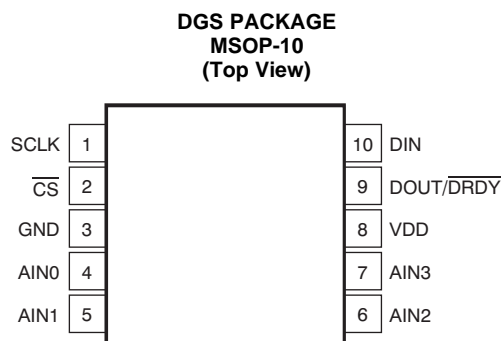 DGS PACKAGE
MSOP-10
(Top View)
SCLK 1 10 DIN
CS 2 9 DOUT/DRDY
GND 3 8 VDD
AIN0 4 7 AIN3
AIN1 5 6 AIN2